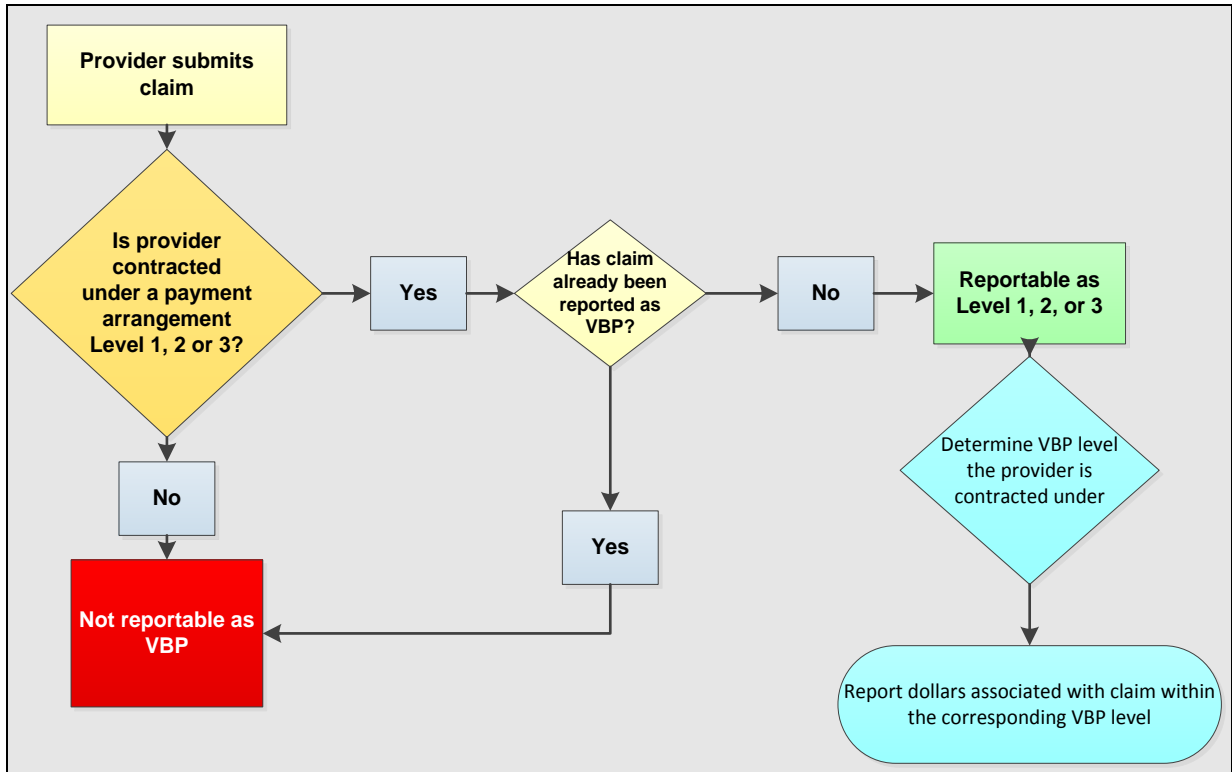 Provider submits
claim
Is provider
contracted
under a payment
arrangement
Level 1, 2 or 3?
Yes
Has claim
already been
reported as
VBP?
No
Reportable as
Level 1, 2, or 3
Determine VBP level
the provider is
contracted under
No
Yes
Not reportable as
VBP
Report dollars associated with claim within
the corresponding VBP level